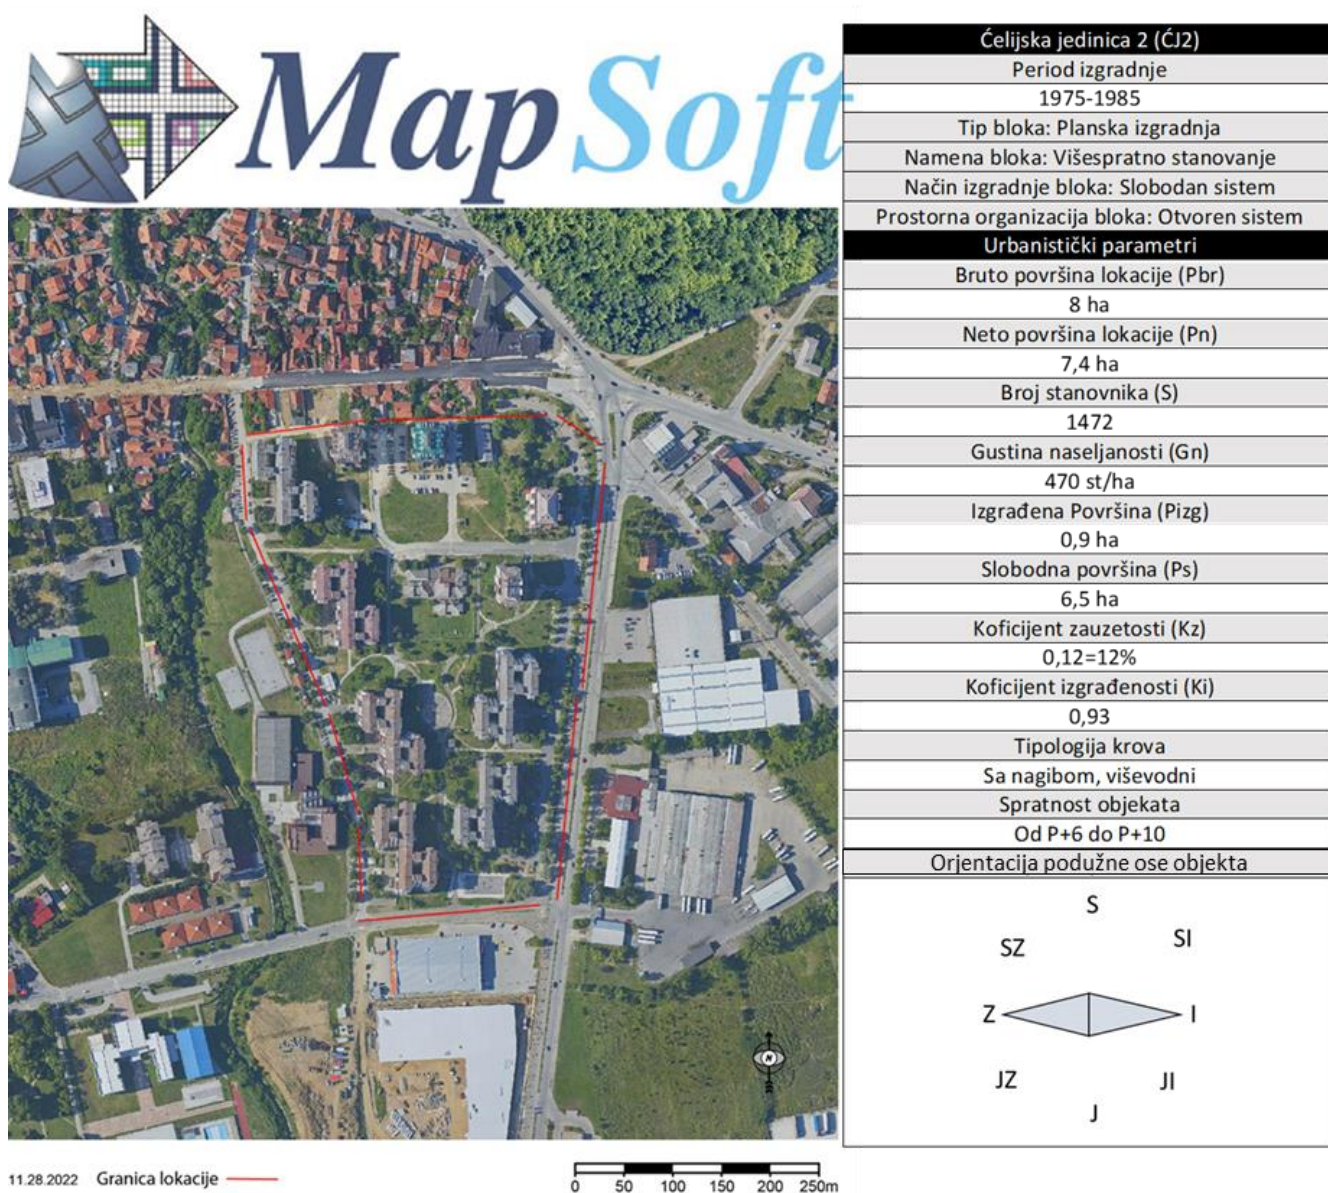 MapSoft
Ćelijska jedinica 2 (ĆJ2)
Period izgradnje
1975-1985
Tip bloka: Planska izgradnja
Namena bloka: Višespratno stanovanje
Način izgradnje bloka: Slobodan sistem
Prostorna organizacija bloka: Otvoren sistem
Urbanistički parametri
Bruto površina lokacije (Pbr)
8 ha
Neto površina lokacije (Pn)
7,4 ha
Broj stanovnika (S)
1472
Gustina naseljanosti (Gn)
470 st/ha
Izgrađena Površina (Pizg)
0,9 ha
Slobodna površina (Ps)
6,5 ha
Koficijent zauzetosti (Kz)
0,12=12%
Koficijent izgrađenosti (Ki)
0,93
Tipologija krova
Sa nagibom, viševodni
Spratnost objekata
Od P+6 do P+10
Orjentacija podužne ose objekta
S
SZ SI
Z I
JZ JI
J
N
11.28.2022 Granica lokacije
0 50 100 150 200 250m